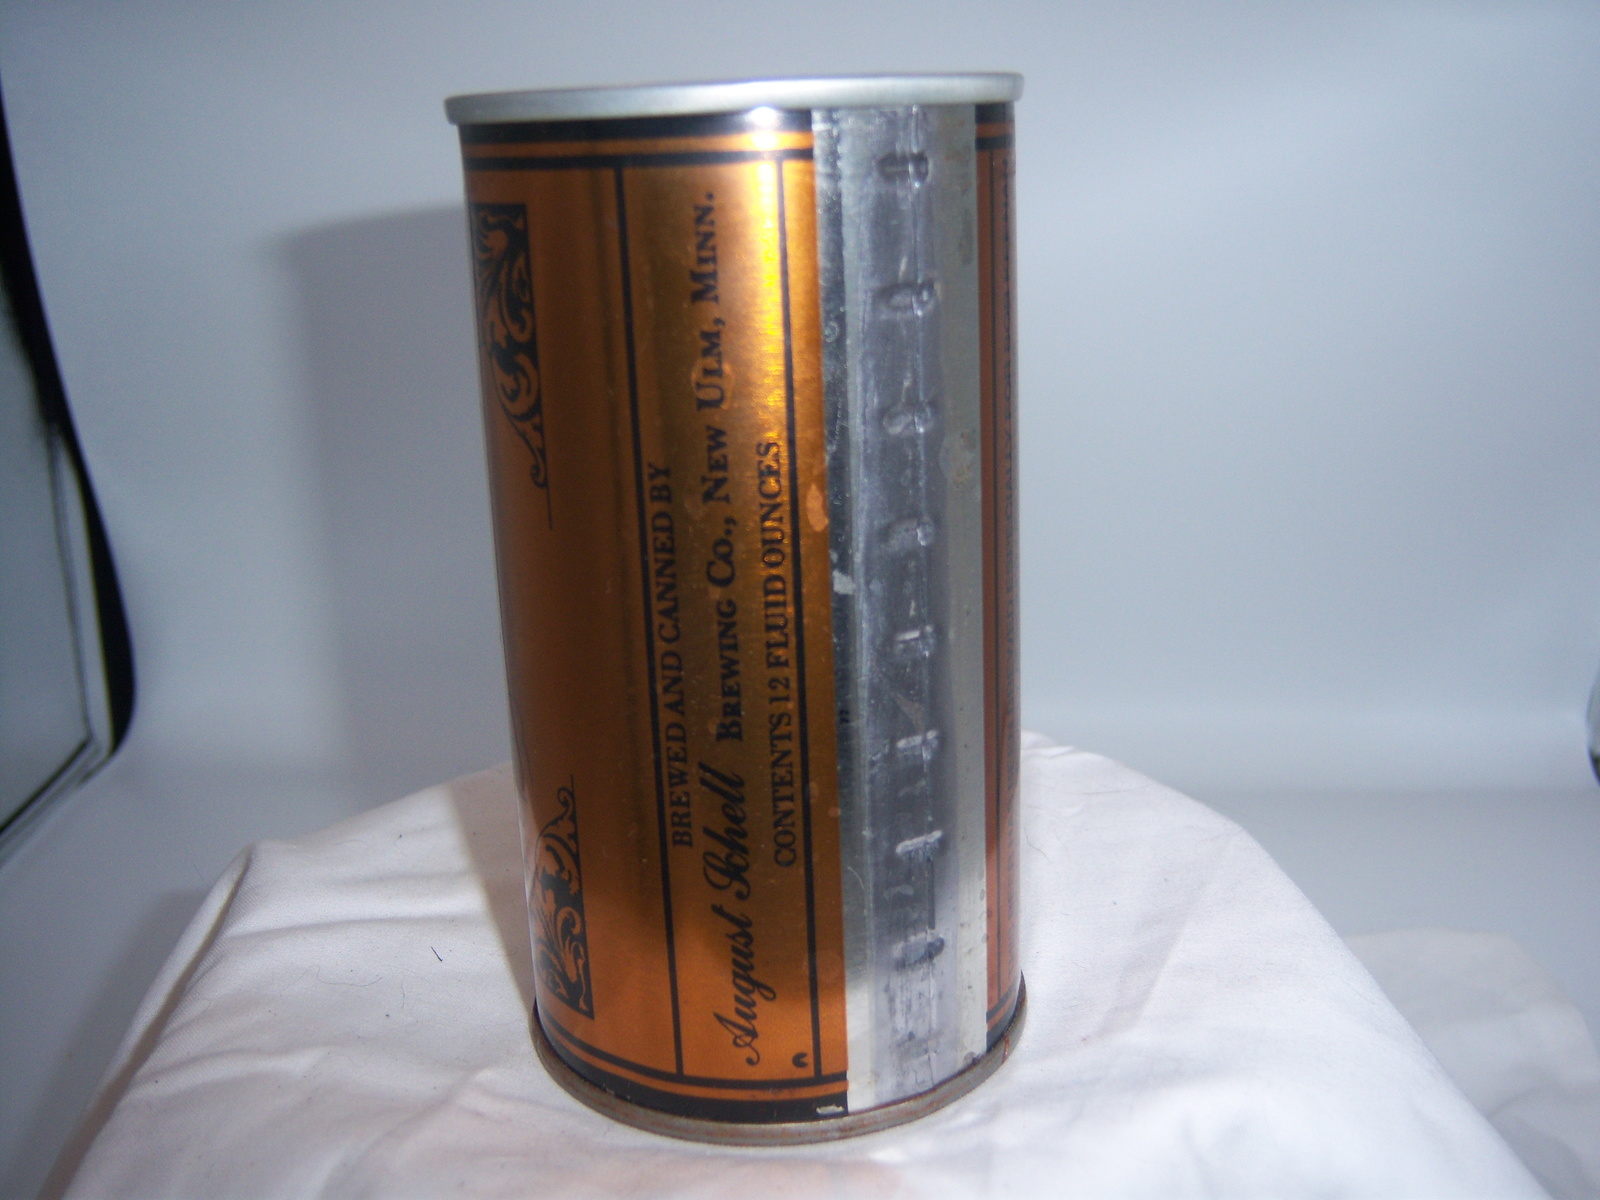 BREWED AND CANNED BY
August Schell BREWING CO., NEW ULM, MINN.
CONTENTS 12 FLUID OUNCES